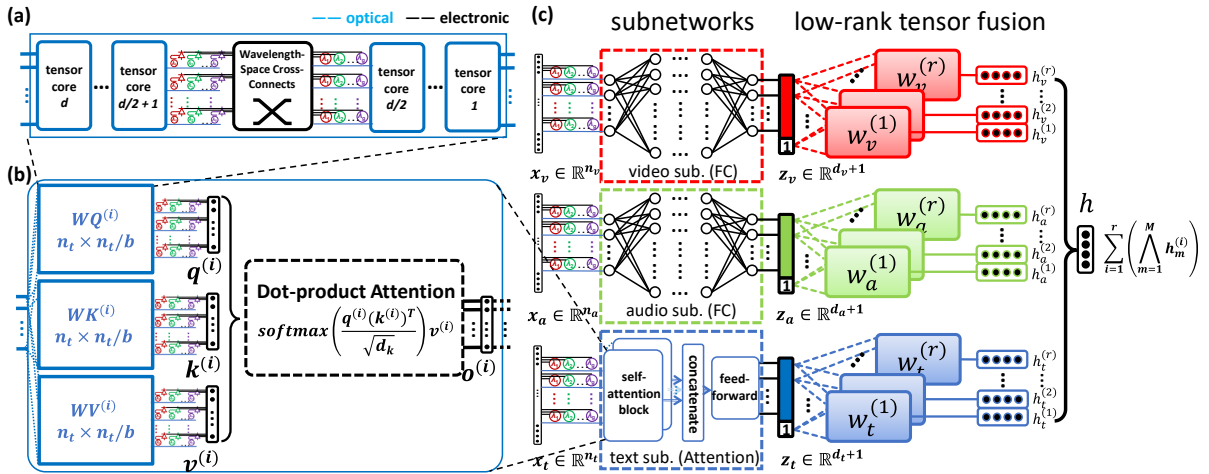 (a)
optical
electronic
tensor core d
...
tensor core d/2 + 1
Wavelength-Space Cross-Connects
tensor core d/2
...
tensor core 1
(b)
WQ^(i)
n_t × n_t/b
q^(i)
WK^(i)
n_t × n_t/b
k^(i)
WV^(i)
n_t × n_t/b
v^(i)
Dot-product Attention
softmax(q^(i)(k^(i))^T / √d_k) v^(i)
o^(i)
(c)
subnetworks
low-rank tensor fusion
x_v ∈ ℝ^(n_v)
video sub. (FC)
1
z_v ∈ ℝ^(d_v+1)
w_v^(r)
w_v^(1)
h_v^(r)
h_v^(2)
h_v^(1)
x_a ∈ ℝ^(n_a)
audio sub. (FC)
1
z_a ∈ ℝ^(d_a+1)
w_a^(r)
w_a^(1)
h_a^(r)
h_a^(2)
h_a^(1)
x_t ∈ ℝ^(n_t)
self-attention block
concatenate
feed-forward
text sub. (Attention)
1
z_t ∈ ℝ^(d_t+1)
w_t^(r)
w_t^(1)
h_t^(r)
h_t^(2)
h_t^(1)
h
∑_{i=1}^{r} (⋀_{m=1}^{M} h_m^(i))